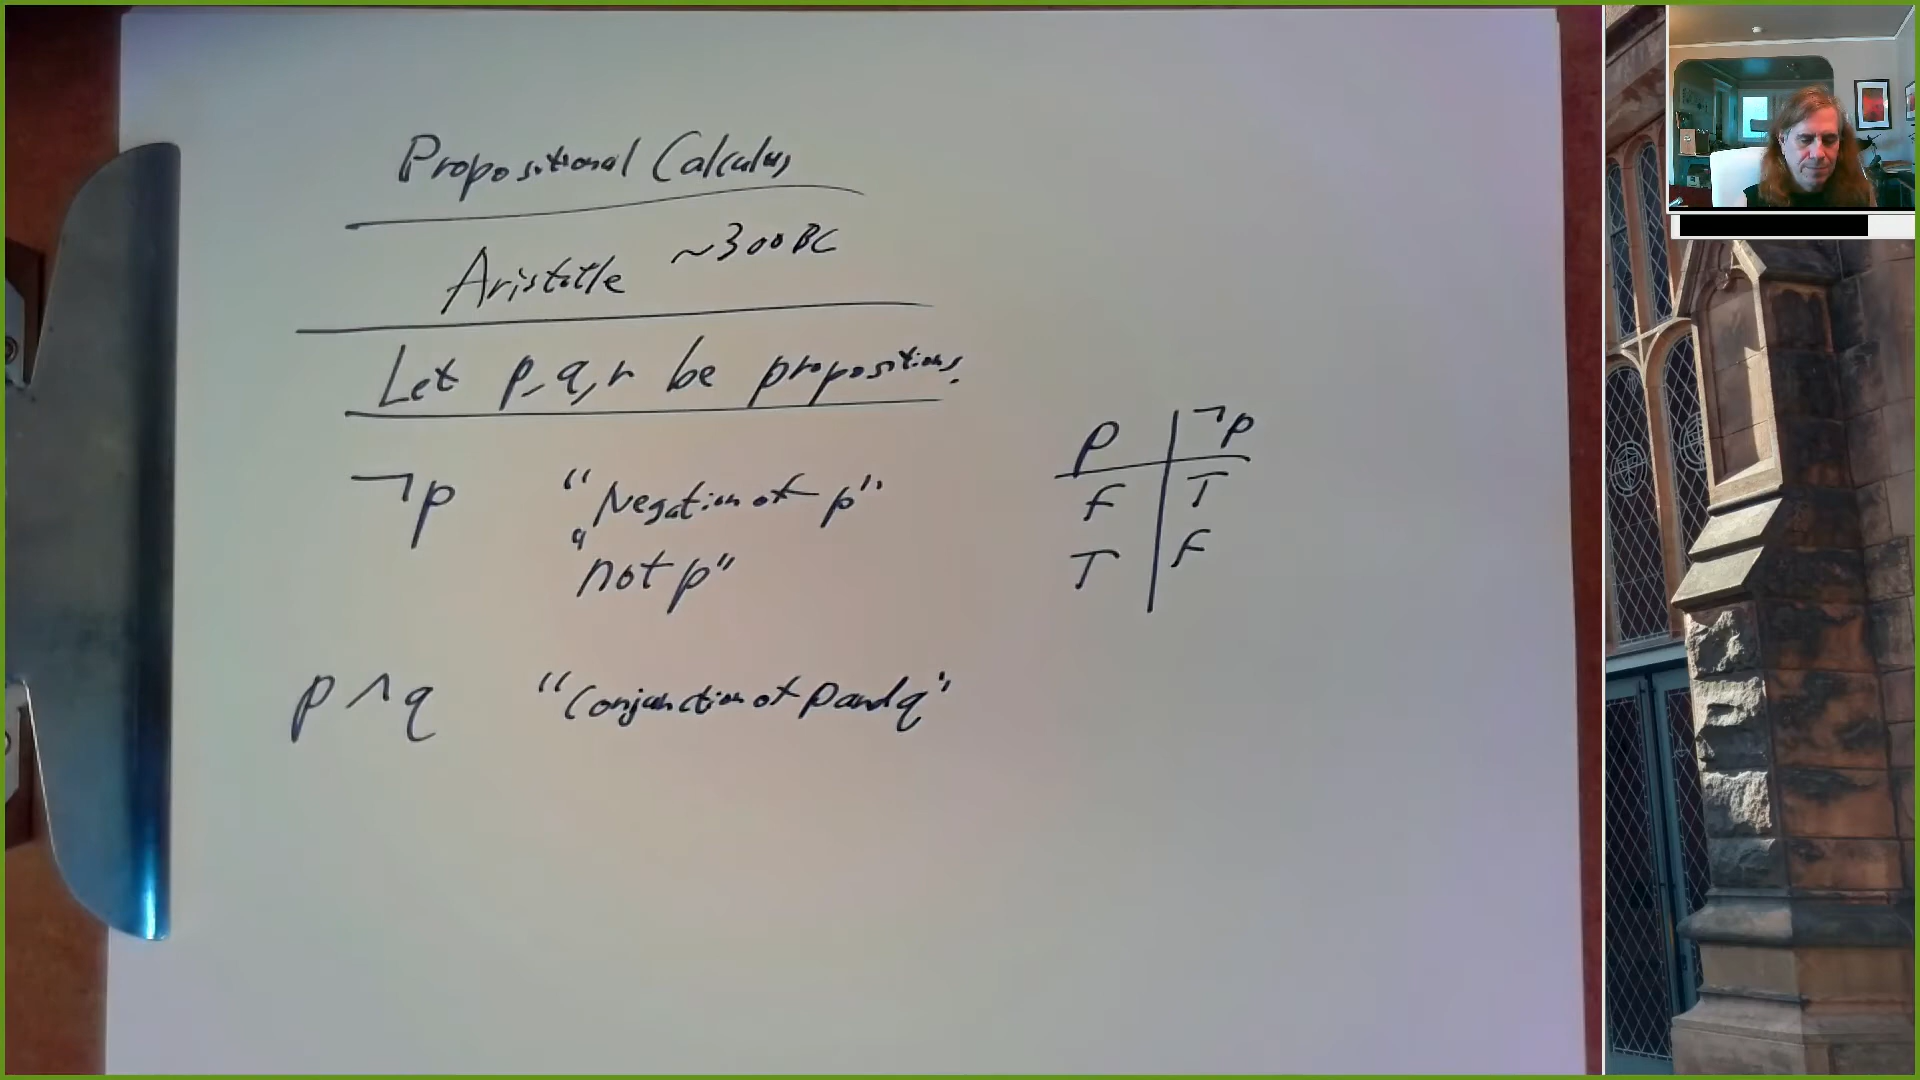 Propositional Calculus
Aristotle ~300BC
Let p, q, r be propositions.
¬p "Negation of p"
"not p"
p ¬p
F T
T F
p ∧ q "Conjunction of p and q"